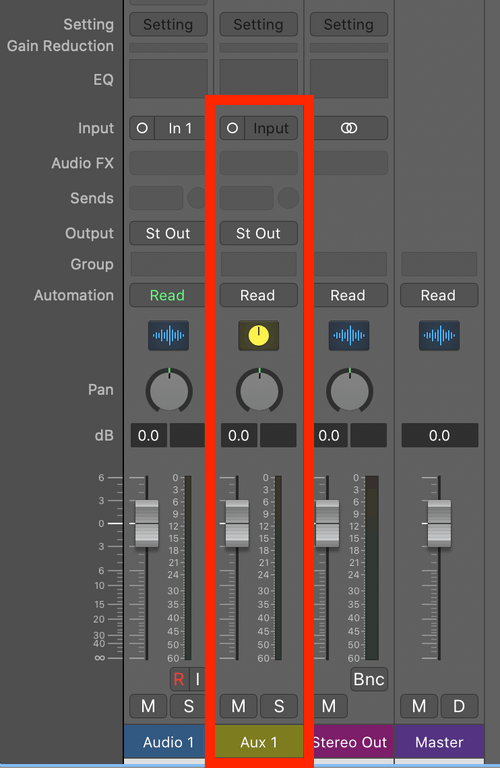 Setting Setting Setting Setting
Gain Reduction
EQ
Input In 1 Input
Audio FX
Sends
Output St Out St Out
Group
Automation Read Read Read Read
Pan
dB 0.0 0.0 0.0 0.0
6 0 0 0
3 3 3 3
3 6 6 6
0 9 9 9
12 12 12
3 15 15 15
18 18 18
6 21 21 21
10 24 24 24
15 30 30 30
20 35 35 35
30 40 40 40
40 45 45 45
50 50 50
∞ 60 60 60
R I Bnc
M S M S M M D
Audio 1 Aux 1 Stereo Out Master